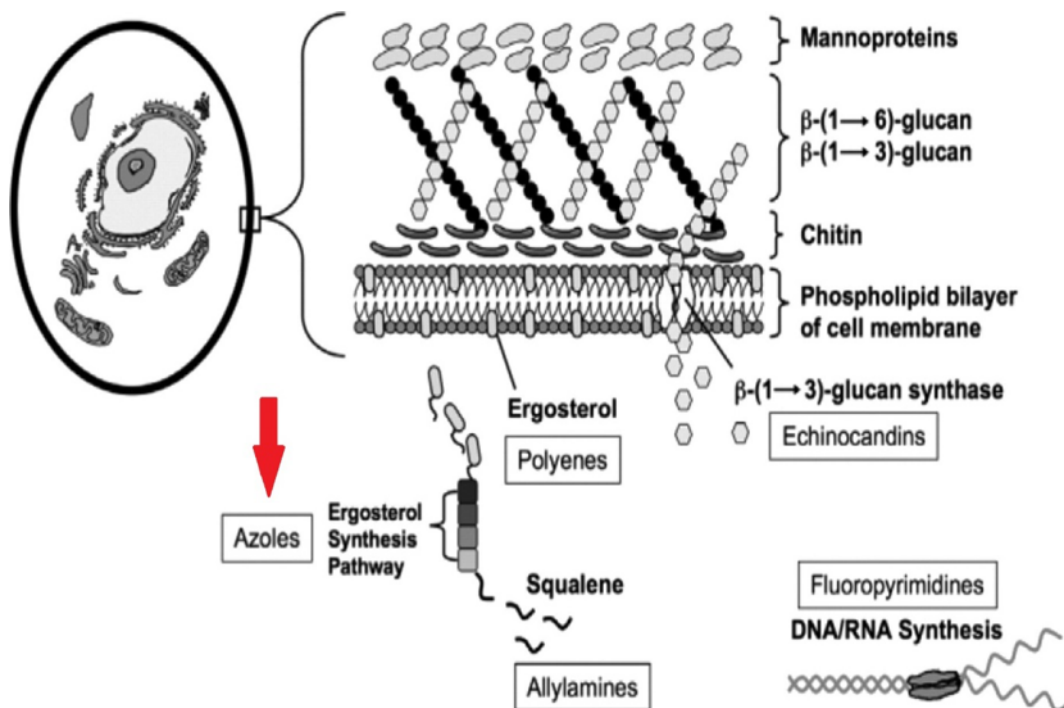 Mannoproteins
β-(1→ 6)-glucan
β-(1→ 3)-glucan
Chitin
Phospholipid bilayer
of cell membrane
β-(1→ 3)-glucan synthase
Echinocandins
Ergosterol
Polyenes
Azoles
Ergosterol
Synthesis
Pathway
Squalene
Allylamines
Fluoropyrimidines
DNA/RNA Synthesis